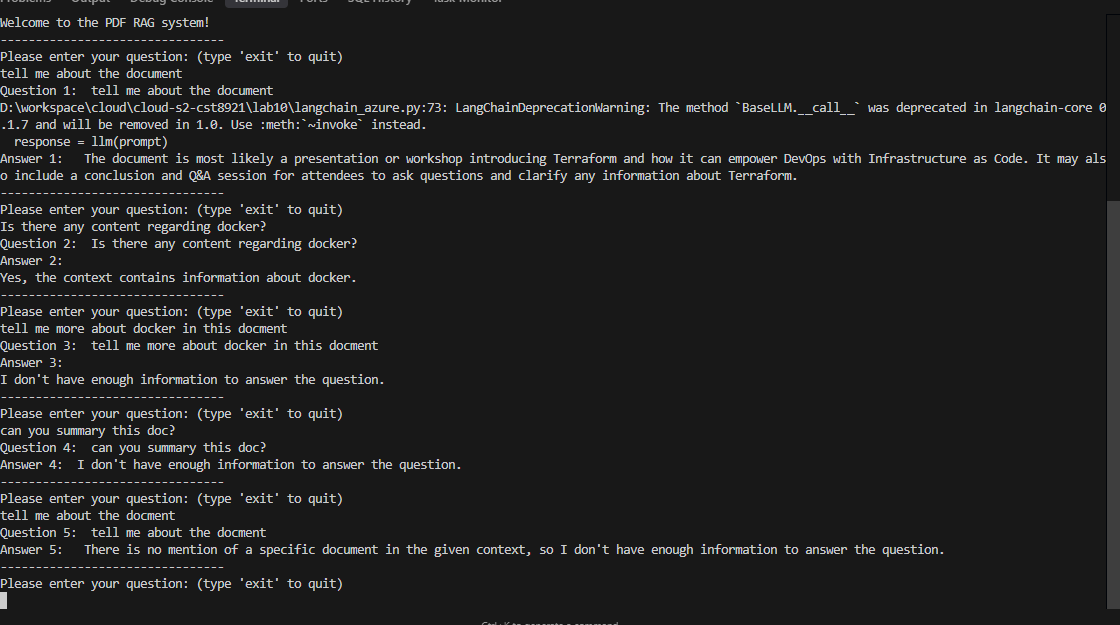 Problems Output Debug Console Terminal Ports SQL History Task Monitor
Welcome to the PDF RAG system!
--------------------------------
Please enter your question: (type 'exit' to quit)
tell me about the document
Question 1:  tell me about the document
D:\workspace\cloud\cloud-s2-cst8921\lab10\langchain_azure.py:73: LangChainDeprecationWarning: The method `BaseLLM.__call__` was deprecated in langchain-core 0
.1.7 and will be removed in 1.0. Use :meth:`~invoke` instead.
  response = llm(prompt)
Answer 1:   The document is most likely a presentation or workshop introducing Terraform and how it can empower DevOps with Infrastructure as Code. It may als
o include a conclusion and Q&A session for attendees to ask questions and clarify any information about Terraform.
--------------------------------
Please enter your question: (type 'exit' to quit)
Is there any content regarding docker?
Question 2:  Is there any content regarding docker?
Answer 2:
Yes, the context contains information about docker.
--------------------------------
Please enter your question: (type 'exit' to quit)
tell me more about docker in this docment
Question 3:  tell me more about docker in this docment
Answer 3:
I don't have enough information to answer the question.
--------------------------------
Please enter your question: (type 'exit' to quit)
can you summary this doc?
Question 4:  can you summary this doc?
Answer 4:  I don't have enough information to answer the question.
--------------------------------
Please enter your question: (type 'exit' to quit)
tell me about the docment
Question 5:  tell me about the docment
Answer 5:   There is no mention of a specific document in the given context, so I don't have enough information to answer the question.
--------------------------------
Please enter your question: (type 'exit' to quit)
Ctrl+K to generate a command